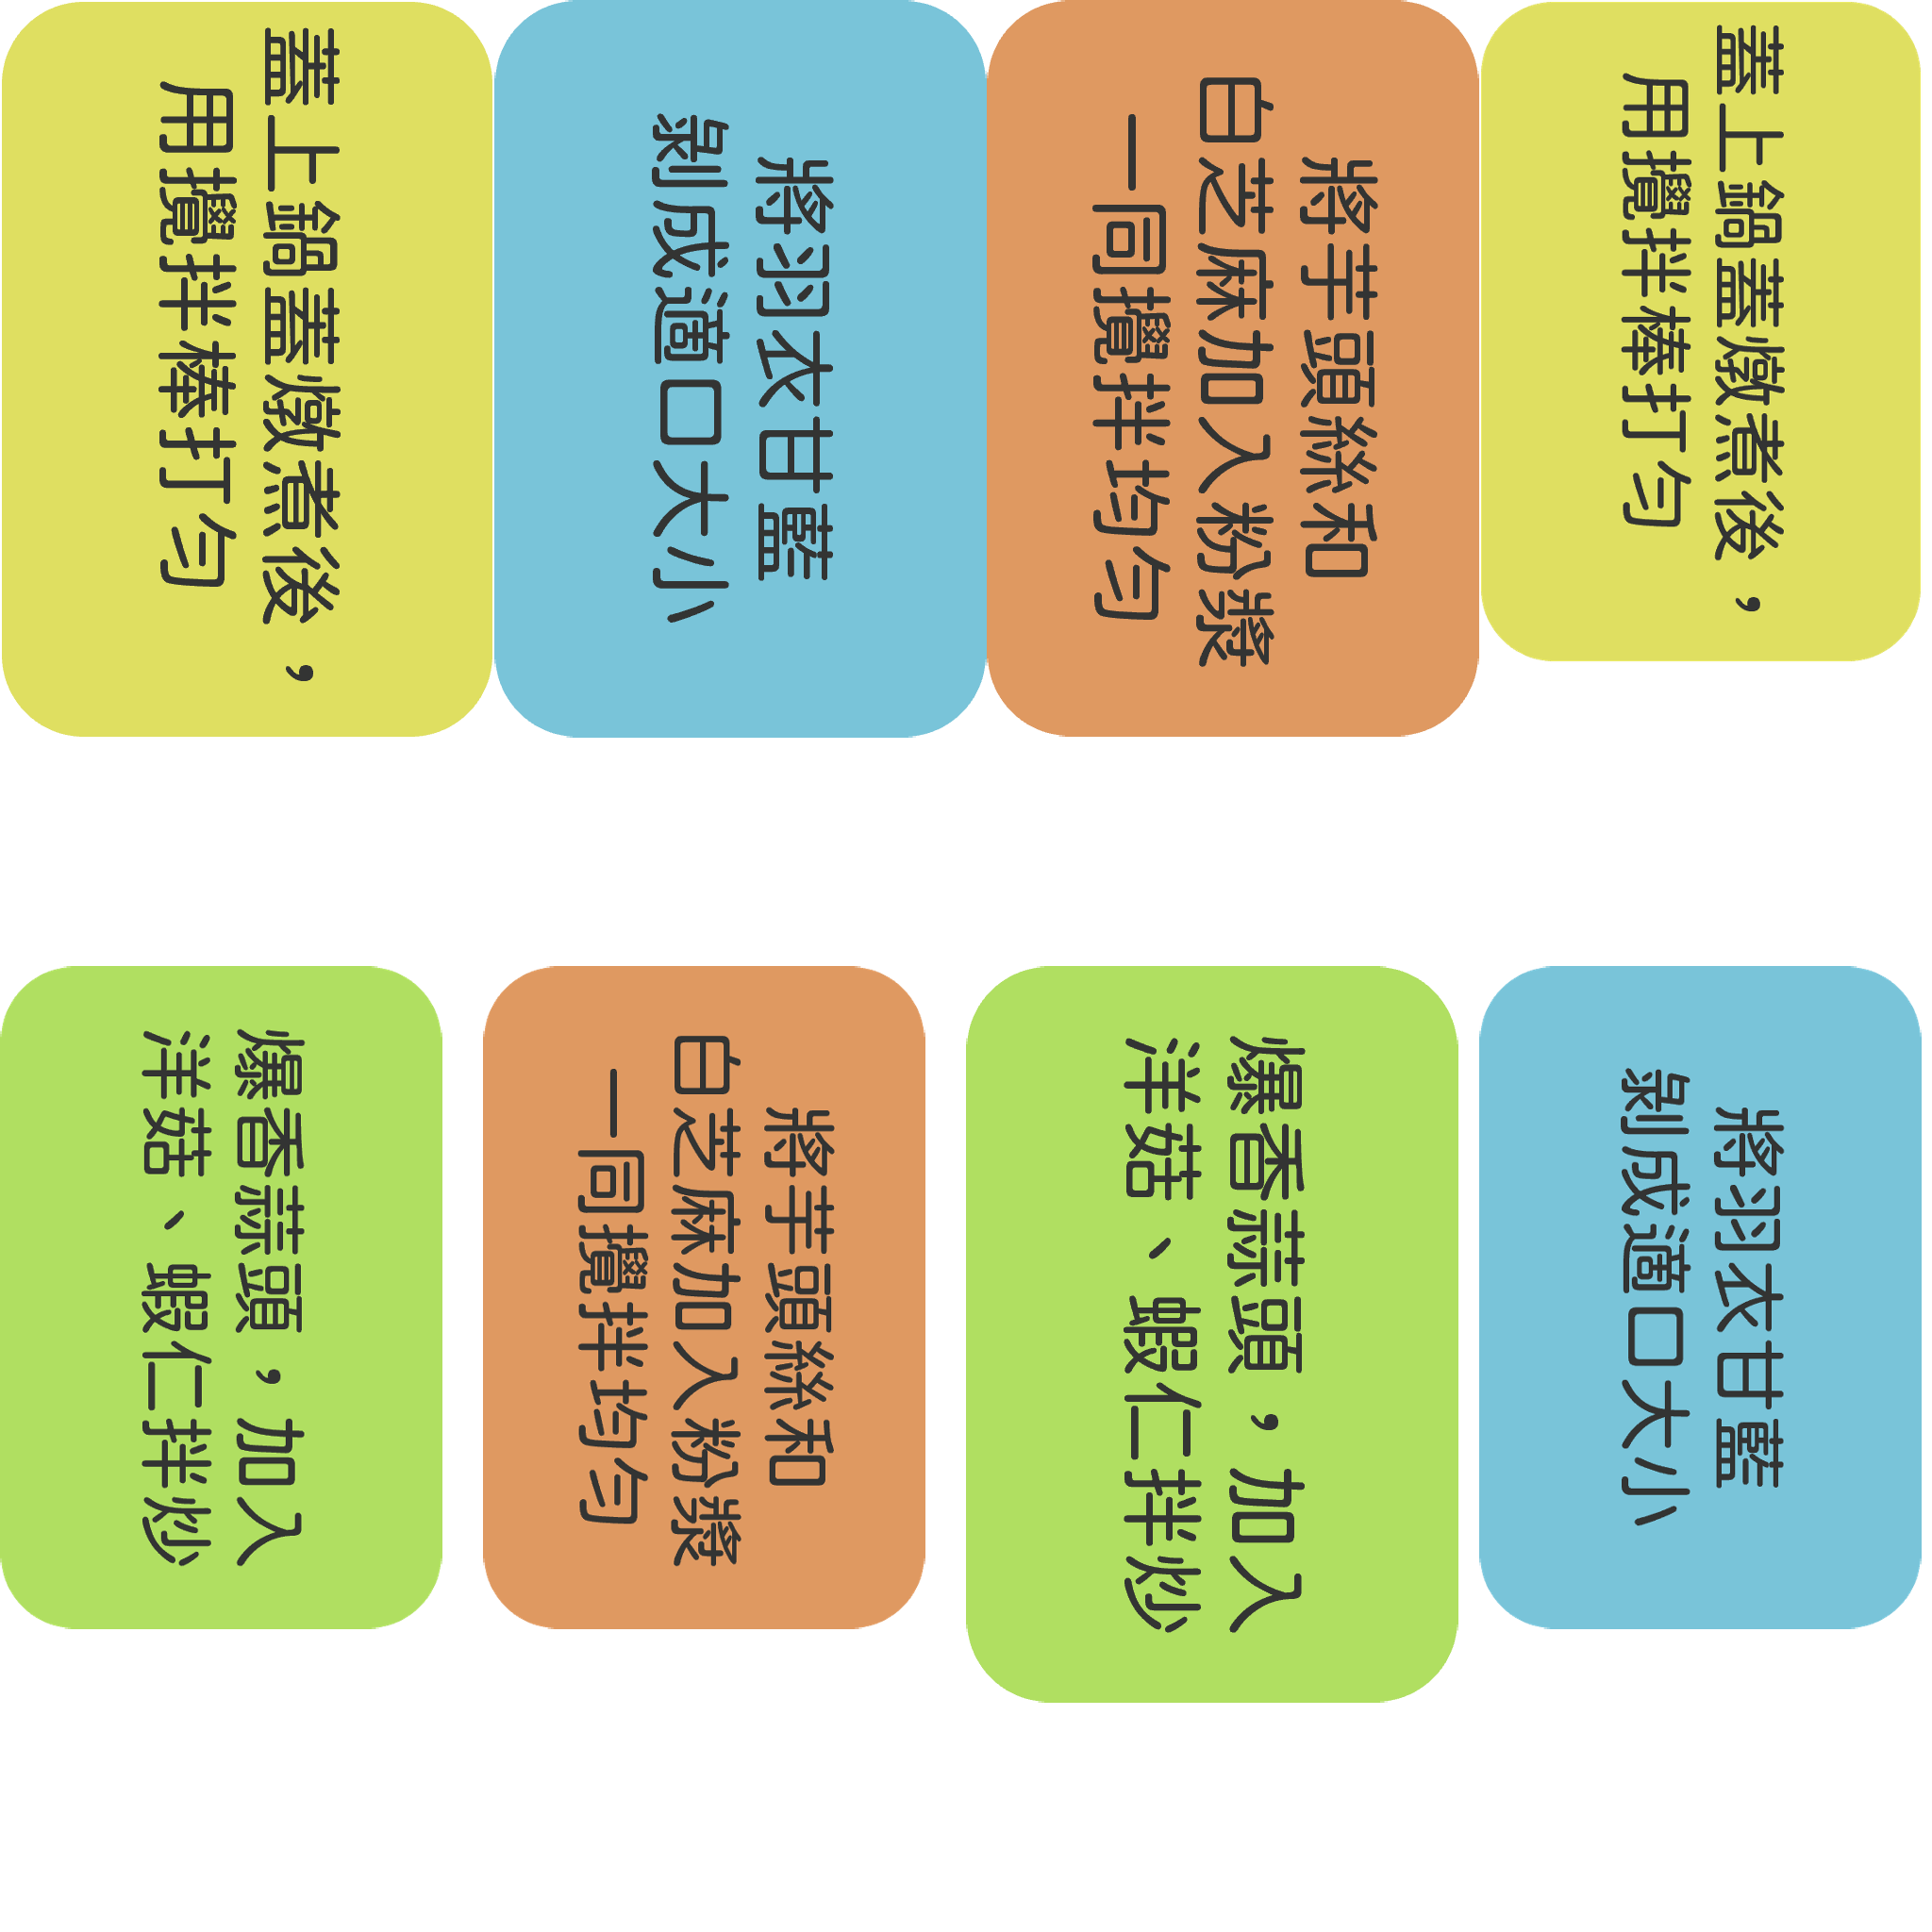 蓋上鍋蓋燉煮後，
用攪拌棒打勻
將羽衣甘藍
剝成適口大小
將芋頭絲和
白芝麻加入粉漿
一同攪拌均勻
蓋上鍋蓋燉煮後，
用攪拌棒打勻
爆香蒜頭，加入
洋菇、蝦仁拌炒
將芋頭絲和
白芝麻加入粉漿
一同攪拌均勻
爆香蒜頭，加入
洋菇、蝦仁拌炒
將羽衣甘藍
剝成適口大小